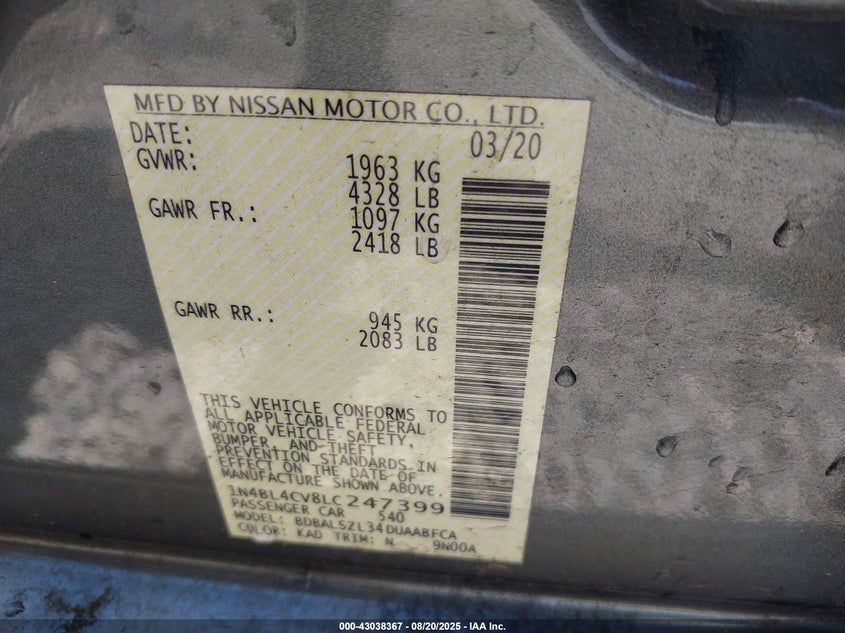 MFD BY NISSAN MOTOR CO., LTD.
DATE: 03/20
GVWR: 1963 KG
4328 LB
GAWR FR.: 1097 KG
2418 LB
GAWR RR.: 945 KG
2083 LB
THIS VEHICLE CONFORMS TO
ALL APPLICABLE FEDERAL
MOTOR VEHICLE SAFETY,
BUMPER, AND THEFT
PREVENTION STANDARDS IN
EFFECT ON THE DATE OF
MANUFACTURE SHOWN ABOVE.
1N4BL4CV8LC247399
PASSENGER CAR 540
MODEL: BDBALSZL34DUAABFCA
COLOR: KAD TRIM: N 9N00A
000-43038367 - 08/20/2025 - IAA Inc.